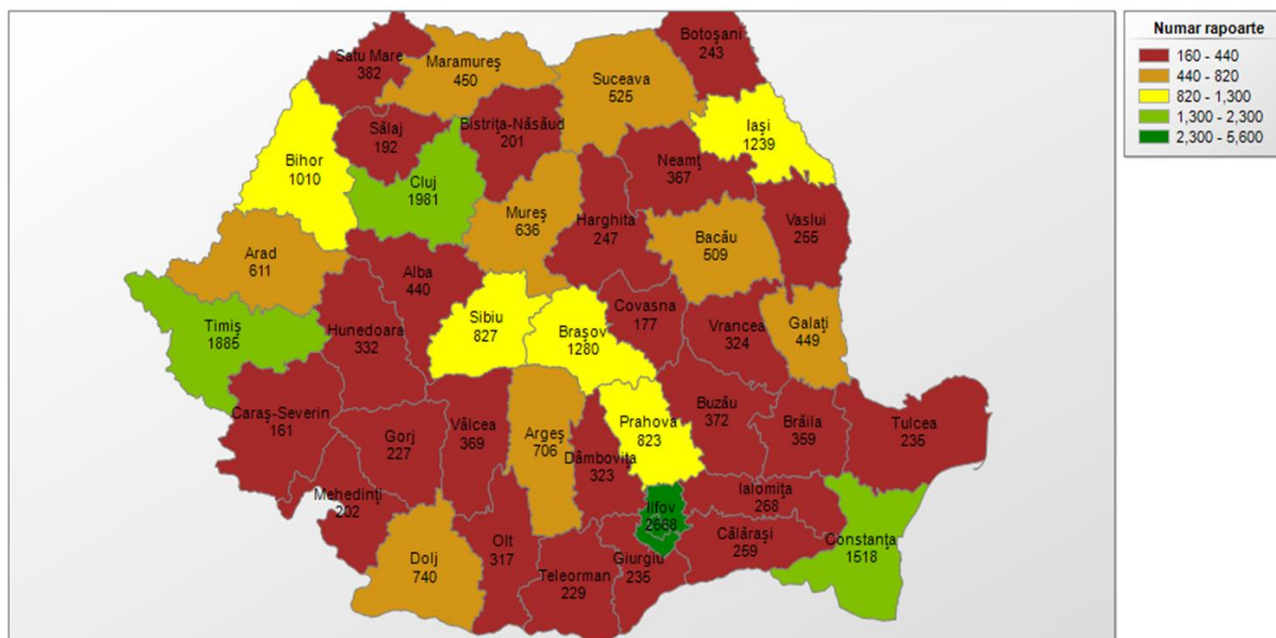 Numar rapoarte
160 - 440
440 - 820
820 - 1,300
1,300 - 2,300
2,300 - 5,600
Botoşani
243
Satu Mare
382
Maramureş
450
Suceava
525
Iaşi
1239
Sălaj
192
Bistriţa-Năsăud
201
Neamţ
367
Bihor
1010
Cluj
1981
Mureş
636
Harghita
247
Vaslui
255
Bacău
509
Arad
611
Alba
440
Timiş
1885
Hunedoara
332
Sibiu
827
Braşov
1280
Covasna
177
Vrancea
324
Galaţi
449
Caraş-Severin
161
Gorj
227
Vâlcea
369
Argeş
706
Prahova
823
Dâmboviţa
323
Buzău
372
Brăila
359
Tulcea
235
Mehedinţi
202
Ilfov
2668
Ialomiţa
268
Călăraşi
259
Constanţa
1518
Dolj
740
Olt
317
Teleorman
229
Giurgiu
235